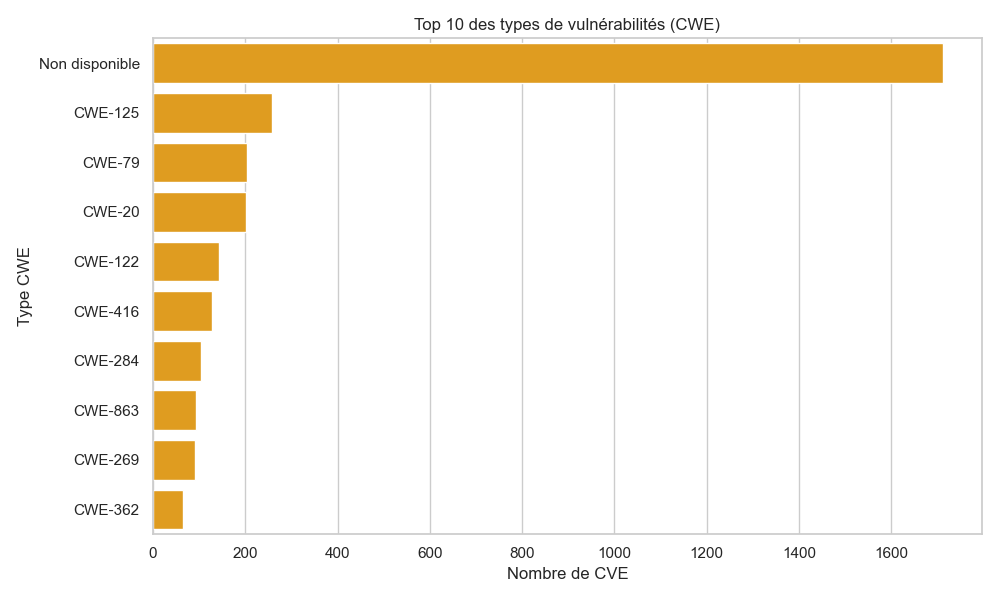 Top 10 des types de vulnérabilités (CWE)
Non disponible
CWE-125
CWE-79
CWE-20
CWE-122
CWE-416
CWE-284
CWE-863
CWE-269
CWE-362
Type CWE
0 200 400 600 800 1000 1200 1400 1600
Nombre de CVE